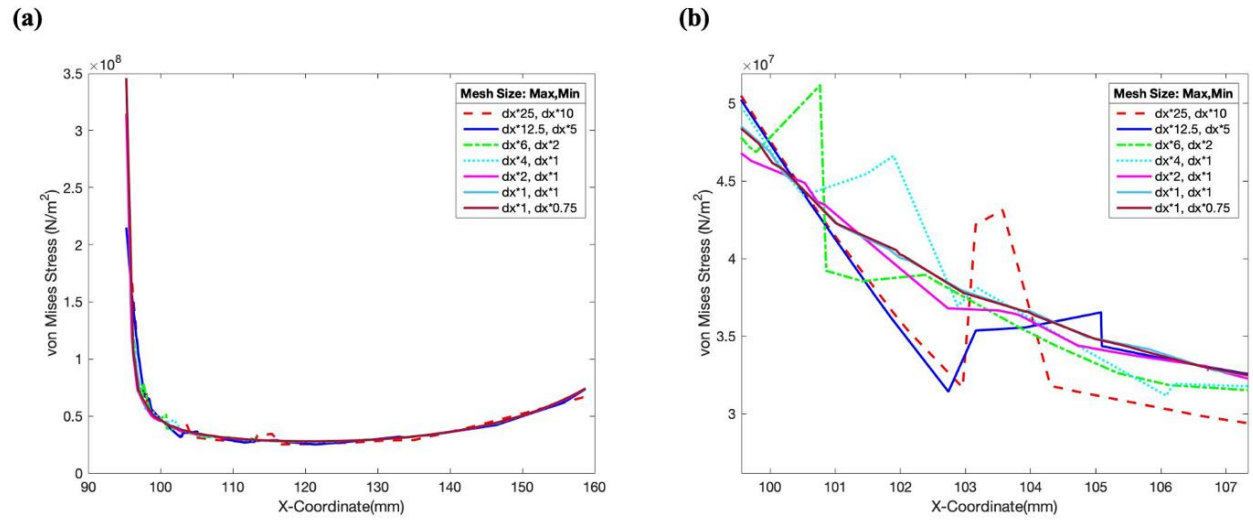 (a)
×10⁸
3.5
3
2.5
2
1.5
1
0.5
0
von Mises Stress (N/m²)
90
100
110
120
130
140
150
160
X-Coordinate(mm)
Mesh Size: Max,Min
dx*25, dx*10
dx*12.5, dx*5
dx*6, dx*2
dx*4, dx*1
dx*2, dx*1
dx*1, dx*1
dx*1, dx*0.75
(b)
×10⁷
5
4.5
4
3.5
3
von Mises Stress (N/m²)
100
101
102
103
104
105
106
107
X-Coordinate(mm)
Mesh Size: Max,Min
dx*25, dx*10
dx*12.5, dx*5
dx*6, dx*2
dx*4, dx*1
dx*2, dx*1
dx*1, dx*1
dx*1, dx*0.75